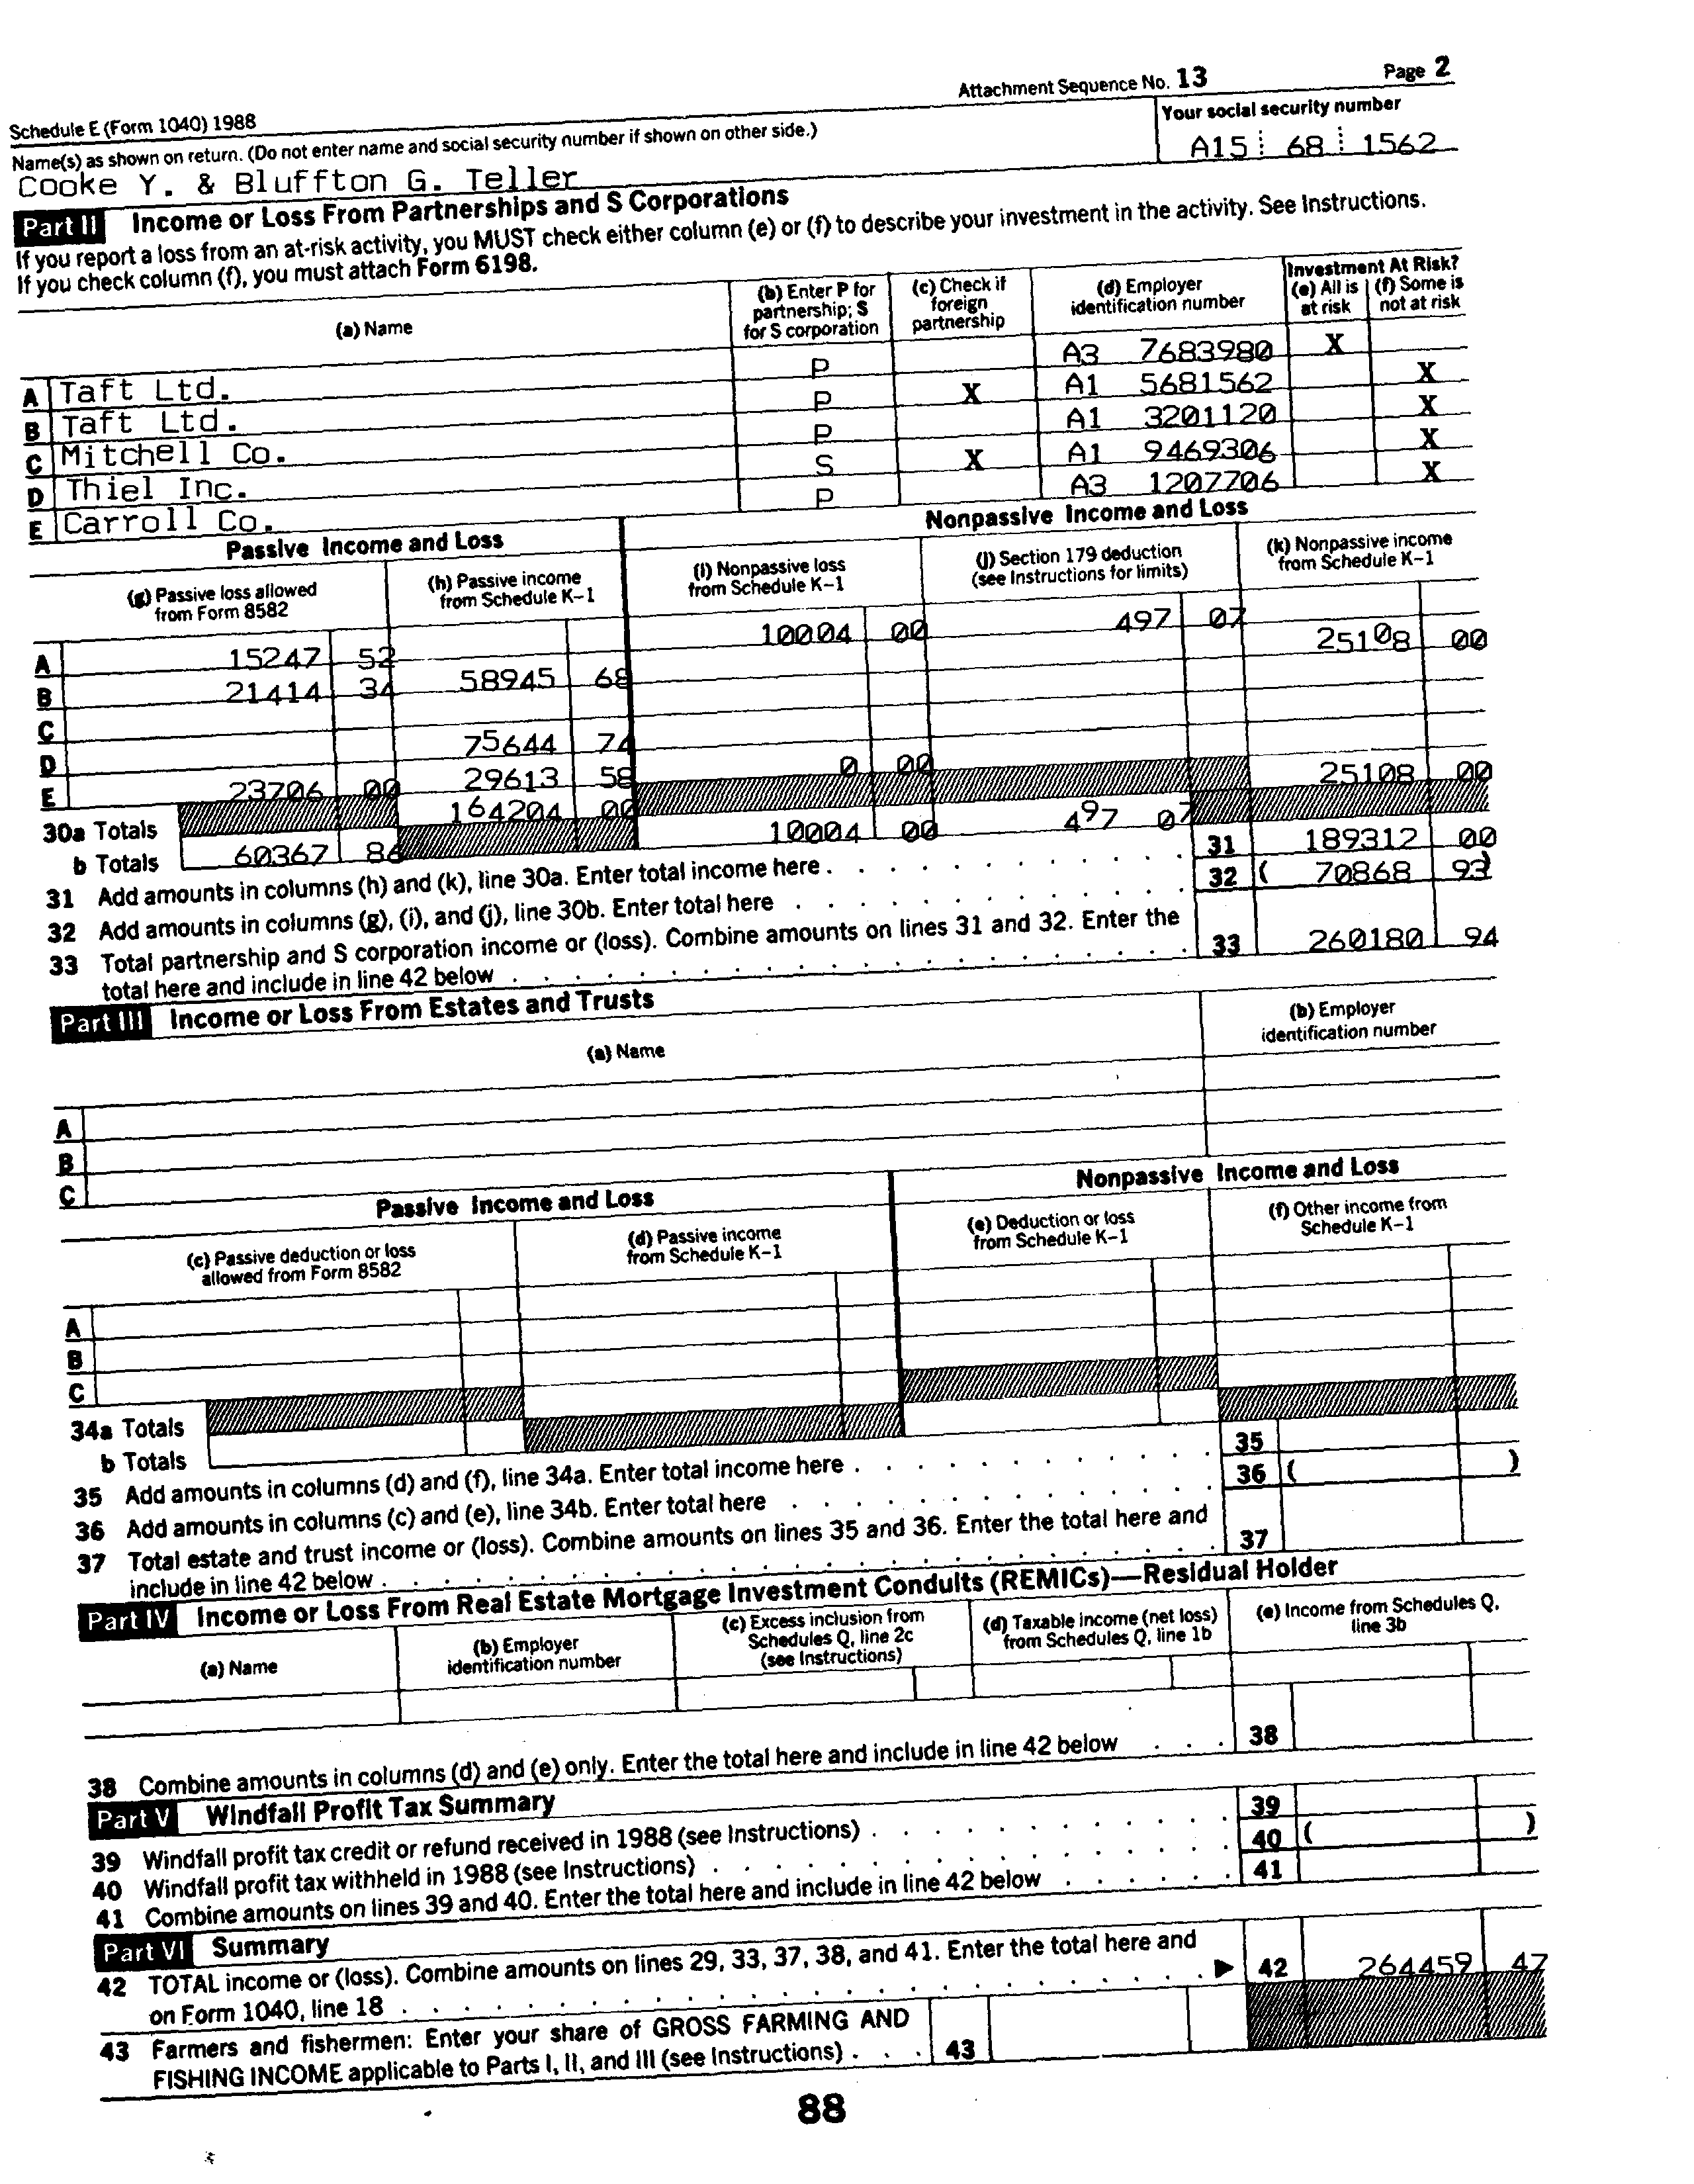 Attachment Sequence No. 13 Page 2
Schedule E (Form 1040) 1988
Name(s) as shown on return. (Do not enter name and social security number if shown on other side.) Your social security number
Cooke Y. & Bluffton G. Teller A15 68 1562
Part II Income or Loss From Partnerships and S Corporations
If you report a loss from an at-risk activity, you MUST check either column (e) or (f) to describe your investment in the activity. See Instructions.
If you check column (f), you must attach Form 6198.
(a) Name
(b) Enter P for partnership; S for S corporation
(c) Check if foreign partnership
(d) Employer identification number
Investment At Risk?
(e) All is at risk
(f) Some is not at risk
A Taft Ltd. P A3 7683980 X
B Taft Ltd. P X A1 5681562 X
C Mitchell Co. P A1 3201120 X
D Thiel Inc. S X A1 9469306 X
E Carroll Co. P A3 1207706 X
Passive Income and Loss Nonpassive Income and Loss
(g) Passive loss allowed from Form 8582
(h) Passive income from Schedule K-1
(i) Nonpassive loss from Schedule K-1
(j) Section 179 deduction (see Instructions for limits)
(k) Nonpassive income from Schedule K-1
A 15247 52 10004 00 497 07 25108 00
B 21414 34 58945 68
C
D 75644 74
E 23706 00 29613 58 0 00
30a Totals 164204 00 25108 00
b Totals 60367 86 10004 00 497 07
31 Add amounts in columns (h) and (k), line 30a. Enter total income here 31 189312 00
32 Add amounts in columns (g), (i), and (j), line 30b. Enter total here 32 ( 70868 93)
33 Total partnership and S corporation income or (loss). Combine amounts on lines 31 and 32. Enter the
total here and include in line 42 below 33 260180 94
Part III Income or Loss From Estates and Trusts
(a) Name
(b) Employer identification number
A
B
C
Passive Income and Loss Nonpassive Income and Loss
(c) Passive deduction or loss allowed from Form 8582
(d) Passive income from Schedule K-1
(e) Deduction or loss from Schedule K-1
(f) Other income from Schedule K-1
A
B
C
34a Totals
b Totals
35 Add amounts in columns (d) and (f), line 34a. Enter total income here 35
36 Add amounts in columns (c) and (e), line 34b. Enter total here 36 ( )
37 Total estate and trust income or (loss). Combine amounts on lines 35 and 36. Enter the total here and
include in line 42 below 37
Part IV Income or Loss From Real Estate Mortgage Investment Conduits (REMICs)—Residual Holder
(a) Name
(b) Employer identification number
(c) Excess inclusion from Schedules Q, line 2c (see Instructions)
(d) Taxable income (net loss) from Schedules Q, line 1b
(e) Income from Schedules Q, line 3b
38 Combine amounts in columns (d) and (e) only. Enter the total here and include in line 42 below 38
Part V Windfall Profit Tax Summary
39 Windfall profit tax credit or refund received in 1988 (see Instructions) 39
40 Windfall profit tax withheld in 1988 (see Instructions) 40 ( )
41 Combine amounts on lines 39 and 40. Enter the total here and include in line 42 below 41
Part VI Summary
42 TOTAL income or (loss). Combine amounts on lines 29, 33, 37, 38, and 41. Enter the total here and
on Form 1040, line 18 ▶ 42 264459 47
43 Farmers and fishermen: Enter your share of GROSS FARMING AND
FISHING INCOME applicable to Parts I, II, and III (see Instructions) 43
88